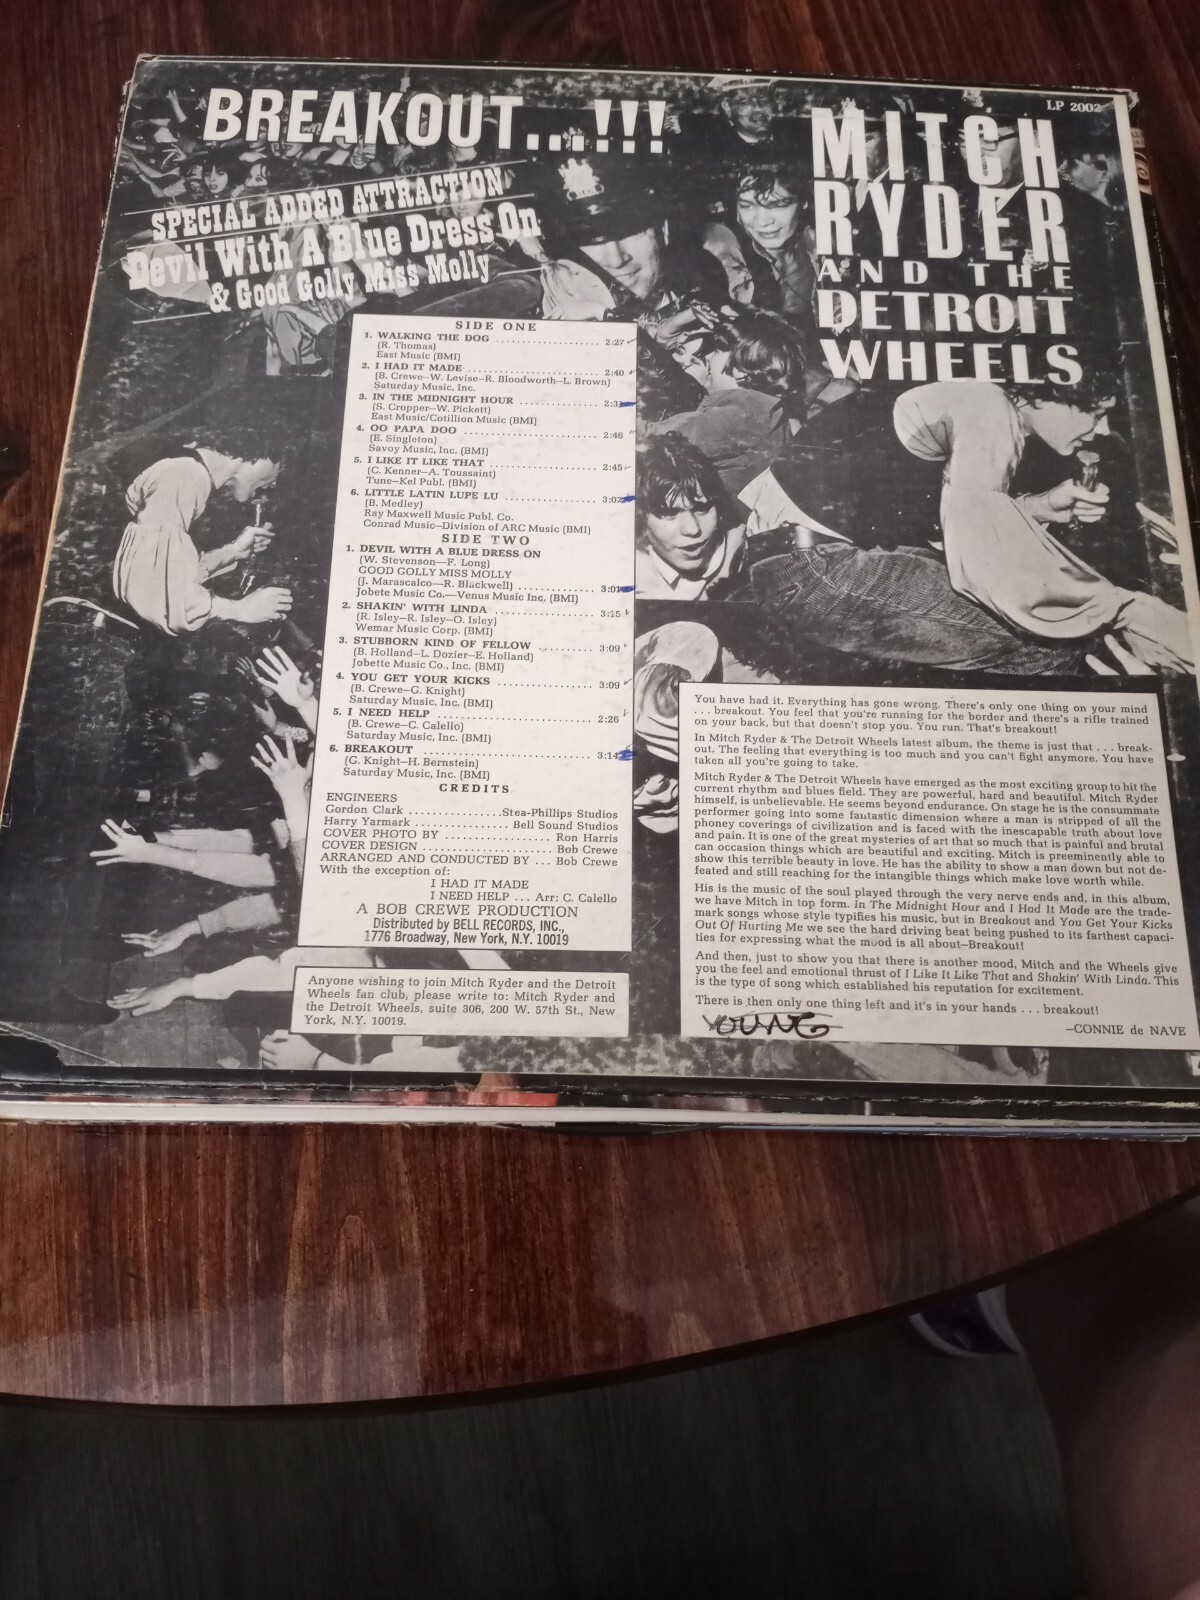 LP 2002
BREAKOUT...!!!
SPECIAL ADDED ATTRACTION
Devil With A Blue Dress On
& Good Golly Miss Molly
MITCH
RYDER
AND THE
DETROIT
WHEELS
SIDE ONE
1. WALKING THE DOG .................... 2:27
(R. Thomas)
East Music (BMI)
2. I HAD IT MADE ......................... 2:40
(B. Crewe—W. Levise—R. Bloodworth—L. Brown)
Saturday Music, Inc.
3. IN THE MIDNIGHT HOUR ............... 2:31
(S. Cropper—W. Pickett)
East Music/Cotillion Music (BMI)
4. OO PAPA DOO ......................... 2:46
(E. Singleton)
Savoy Music, Inc. (BMI)
5. I LIKE IT LIKE THAT .................... 2:45
(C. Kenner—A. Toussaint)
Tune—Kel Publ. (BMI)
6. LITTLE LATIN LUPE LU .................. 3:02
(B. Medley)
Ray Maxwell Music Publ. Co.
Conrad Music—Division of ARC Music (BMI)
SIDE TWO
1. DEVIL WITH A BLUE DRESS ON
(W. Stevenson—F. Long)
GOOD GOLLY MISS MOLLY
(J. Marascalco—R. Blackwell) .............. 3:01
Jobete Music Co.—Venus Music Inc. (BMI)
2. SHAKIN' WITH LINDA .................... 3:15
(R. Isley—R. Isley—O. Isley)
Wemar Music Corp. (BMI)
3. STUBBORN KIND OF FELLOW ........... 3:09
(B. Holland—L. Dozier—E. Holland)
Jobette Music Co., Inc. (BMI)
4. YOU GET YOUR KICKS .................. 3:09
(B. Crewe—G. Knight)
Saturday Music, Inc. (BMI)
5. I NEED HELP ............................ 2:26
(B. Crewe—C. Calello)
Saturday Music, Inc. (BMI)
6. BREAKOUT ............................. 3:14
(G. Knight—H. Bernstein)
Saturday Music, Inc. (BMI)
CREDITS
ENGINEERS
Gordon Clark ................Stea-Phillips Studios
Harry Yarmark ................ Bell Sound Studios
COVER PHOTO BY .................. Ron Harris
COVER DESIGN ...................... Bob Crewe
ARRANGED AND CONDUCTED BY ... Bob Crewe
With the exception of:
I HAD IT MADE
I NEED HELP ... Arr: C. Calello
A BOB CREWE PRODUCTION
Distributed by BELL RECORDS, INC.,
1776 Broadway, New York, N.Y. 10019
Anyone wishing to join Mitch Ryder and the Detroit
Wheels fan club, please write to: Mitch Ryder and
the Detroit Wheels, suite 306, 200 W. 57th St., New
York, N.Y. 10019.
You have had it. Everything has gone wrong. There's only one thing on your mind
. . . breakout. You feel that you're running for the border and there's a rifle trained
on your back, but that doesn't stop you. You run. That's breakout!
In Mitch Ryder & The Detroit Wheels latest album, the theme is just that . . . break-
out. The feeling that everything is too much and you can't fight anymore. You have
taken all you're going to take.
Mitch Ryder & The Detroit Wheels have emerged as the most exciting group to hit the
current rhythm and blues field. They are powerful, hard and beautiful. Mitch Ryder
himself, is unbelievable. He seems beyond endurance. On stage he is the consummate
performer going into some fantastic dimension where a man is stripped of all the
phoney coverings of civilization and is faced with the inescapable truth about love
and pain. It is one of the great mysteries of art that so much that is painful and brutal
can occasion things which are beautiful and exciting. Mitch is preeminently able to
show this terrible beauty in love. He has the ability to show a man down but not de-
feated and still reaching for the intangible things which make love worth while.
His is the music of the soul played through the very nerve ends and, in this album,
we have Mitch in top form. In The Midnight Hour and I Had It Made are the trade-
mark songs whose style typifies his music, but in Breakout and You Get Your Kicks
Out Of Hurting Me we see the hard driving beat being pushed to its farthest capaci-
ties for expressing what the mood is all about—Breakout!
And then, just to show you that there is another mood, Mitch and the Wheels give
you the feel and emotional thrust of I Like It Like That and Shakin' With Linda. This
is the type of song which established his reputation for excitement.
There is then only one thing left and it's in your hands . . . breakout!
—CONNIE de NAVE
YOUNG